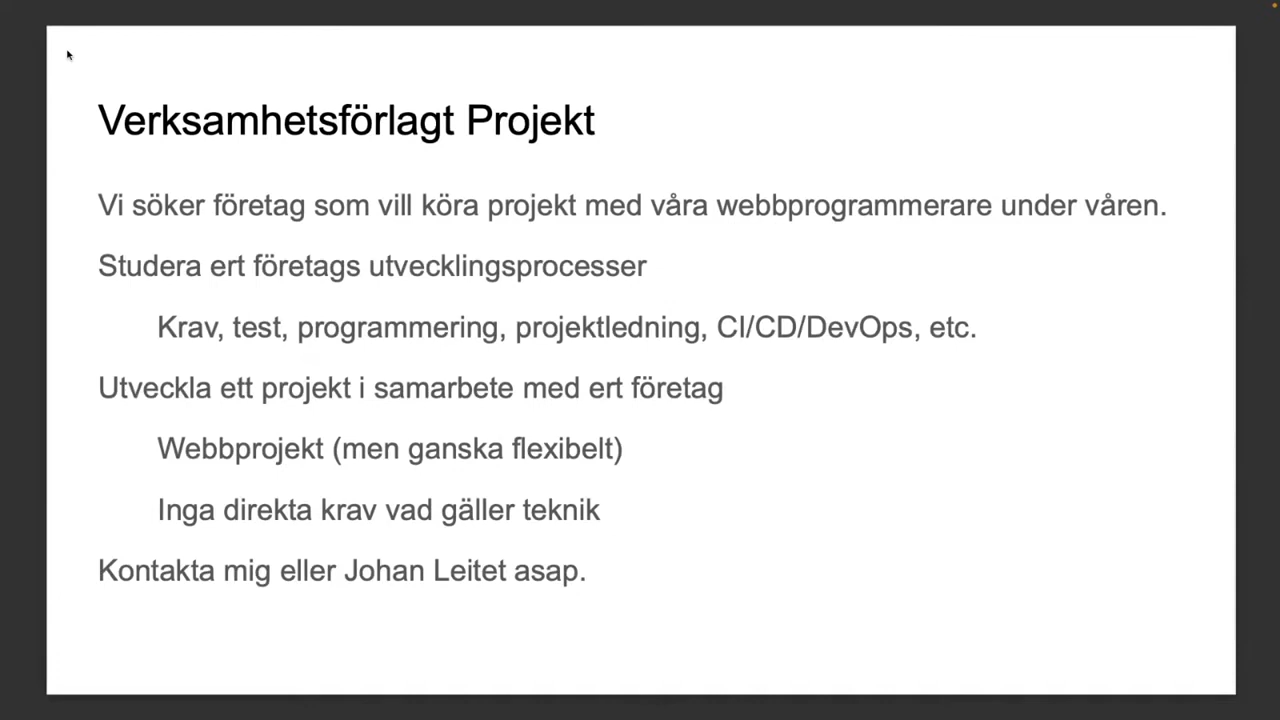 Verksamhetsförlagt Projekt
Vi söker företag som vill köra projekt med våra webbprogrammerare under våren.
Studera ert företags utvecklingsprocesser
Krav, test, programmering, projektledning, CI/CD/DevOps, etc.
Utveckla ett projekt i samarbete med ert företag
Webbprojekt (men ganska flexibelt)
Inga direkta krav vad gäller teknik
Kontakta mig eller Johan Leitet asap.